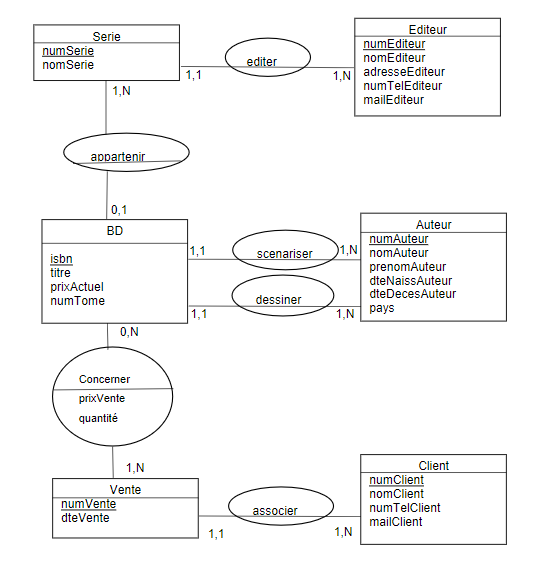 Serie
numSerie
nomSerie
1,N
1,1
editer
1,N
Editeur
numEditeur
nomEditeur
adresseEditeur
numTelEditeur
mailEditeur
appartenir
0,1
BD
isbn
titre
prixActuel
numTome
1,1
scenariser
1,N
1,1
dessiner
1,N
Auteur
numAuteur
nomAuteur
prenomAuteur
dteNaissAuteur
dteDecesAuteur
pays
0,N
Concerner
prixVente
quantité
1,N
Vente
numVente
dteVente
1,1
associer
1,N
Client
numClient
nomClient
numTelClient
mailClient